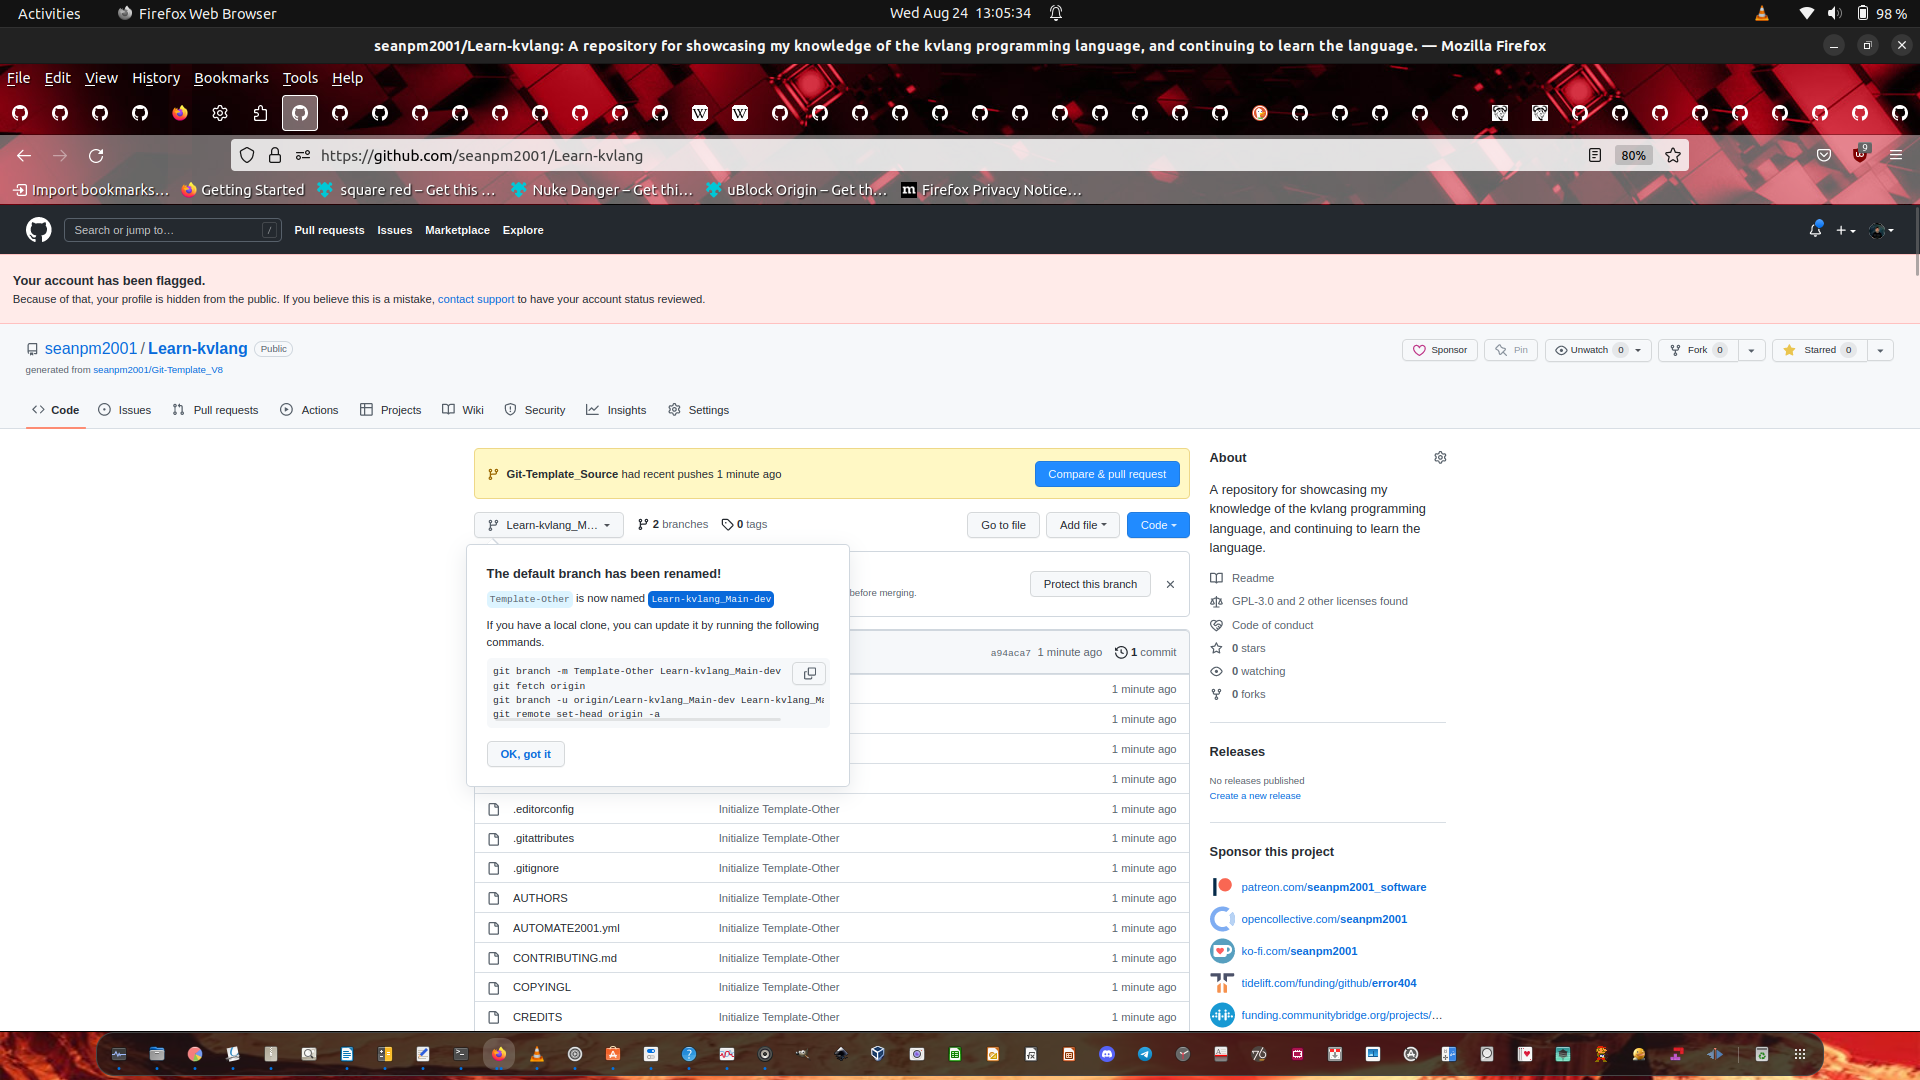 Activities
Firefox Web Browser
Wed Aug 24 13:05:34
98 %
seanpm2001/Learn-kvlang: A repository for showcasing my knowledge of the kvlang programming language, and continuing to learn the language. — Mozilla Firefox
File Edit View History Bookmarks Tools Help
https://github.com/seanpm2001/Learn-kvlang
80%
9
Import bookmarks…
Getting Started
square red – Get this …
Nuke Danger – Get thi…
uBlock Origin – Get th…
Firefox Privacy Notice…
Search or jump to…
/
Pull requests
Issues
Marketplace
Explore
Your account has been flagged.
Because of that, your profile is hidden from the public. If you believe this is a mistake, contact support to have your account status reviewed.
seanpm2001 / Learn-kvlang
Public
generated from seanpm2001/Git-Template_V8
Sponsor
Pin
Unwatch 0
Fork 0
Starred 0
Code
Issues
Pull requests
Actions
Projects
Wiki
Security
Insights
Settings
Git-Template_Source had recent pushes 1 minute ago
Compare & pull request
Learn-kvlang_M…
2 branches
0 tags
Go to file
Add file
Code
The default branch has been renamed!
Template-Other is now named Learn-kvlang_Main-dev
If you have a local clone, you can update it by running the following
commands.
git branch -m Template-Other Learn-kvlang_Main-dev
git fetch origin
git branch -u origin/Learn-kvlang_Main-dev Learn-kvlang_Ma
git remote set-head origin -a
OK, got it
before merging.
Protect this branch
a94aca7 1 minute ago
1 commit
1 minute ago
1 minute ago
1 minute ago
1 minute ago
.editorconfig Initialize Template-Other 1 minute ago
.gitattributes Initialize Template-Other 1 minute ago
.gitignore Initialize Template-Other 1 minute ago
AUTHORS Initialize Template-Other 1 minute ago
AUTOMATE2001.yml Initialize Template-Other 1 minute ago
CONTRIBUTING.md Initialize Template-Other 1 minute ago
COPYINGL Initialize Template-Other 1 minute ago
CREDITS Initialize Template-Other 1 minute ago
About
A repository for showcasing my
knowledge of the kvlang programming
language, and continuing to learn the
language.
Readme
GPL-3.0 and 2 other licenses found
Code of conduct
0 stars
0 watching
0 forks
Releases
No releases published
Create a new release
Sponsor this project
patreon.com/seanpm2001_software
opencollective.com/seanpm2001
ko-fi.com/seanpm2001
tidelift.com/funding/github/error404
funding.communitybridge.org/projects/…